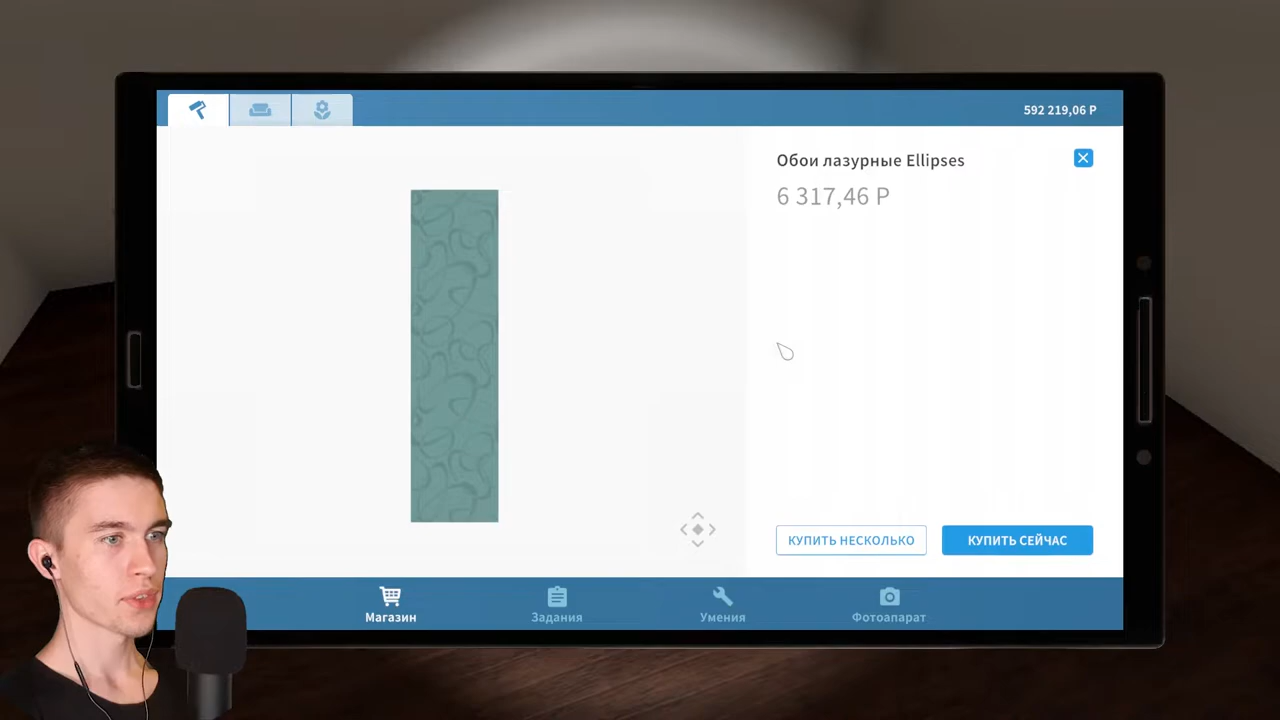 592 219,06 Р
Обои лазурные Ellipses
6 317,46 Р
КУПИТЬ НЕСКОЛЬКО
КУПИТЬ СЕЙЧАС
Магазин
Задания
Умения
Фотоапарат